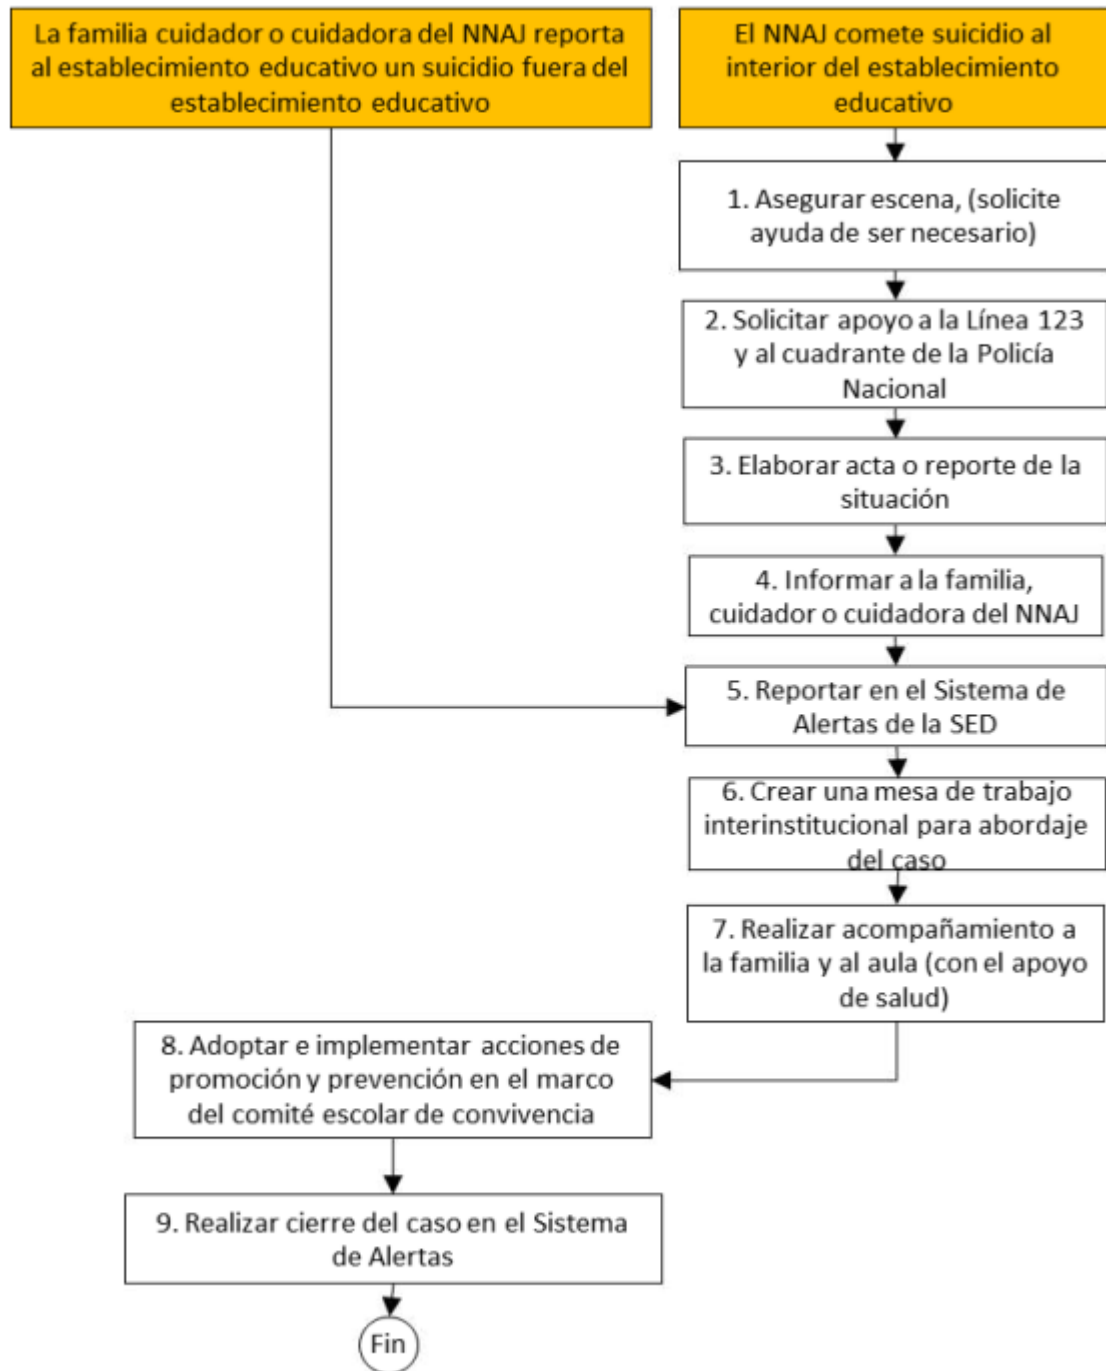 La familia cuidador o cuidadora del NNAJ reporta
al establecimiento educativo un suicidio fuera del
establecimiento educativo
El NNAJ comete suicidio al
interior del establecimiento
educativo
1. Asegurar escena, (solicite
ayuda de ser necesario)
2. Solicitar apoyo a la Línea 123
y al cuadrante de la Policía
Nacional
3. Elaborar acta o reporte de la
situación
4. Informar a la familia,
cuidador o cuidadora del NNAJ
5. Reportar en el Sistema de
Alertas de la SED
6. Crear una mesa de trabajo
interinstitucional para abordaje
del caso
7. Realizar acompañamiento a
la familia y al aula (con el apoyo
de salud)
8. Adoptar e implementar acciones de
promoción y prevención en el marco
del comité escolar de convivencia
9. Realizar cierre del caso en el Sistema
de Alertas
Fin